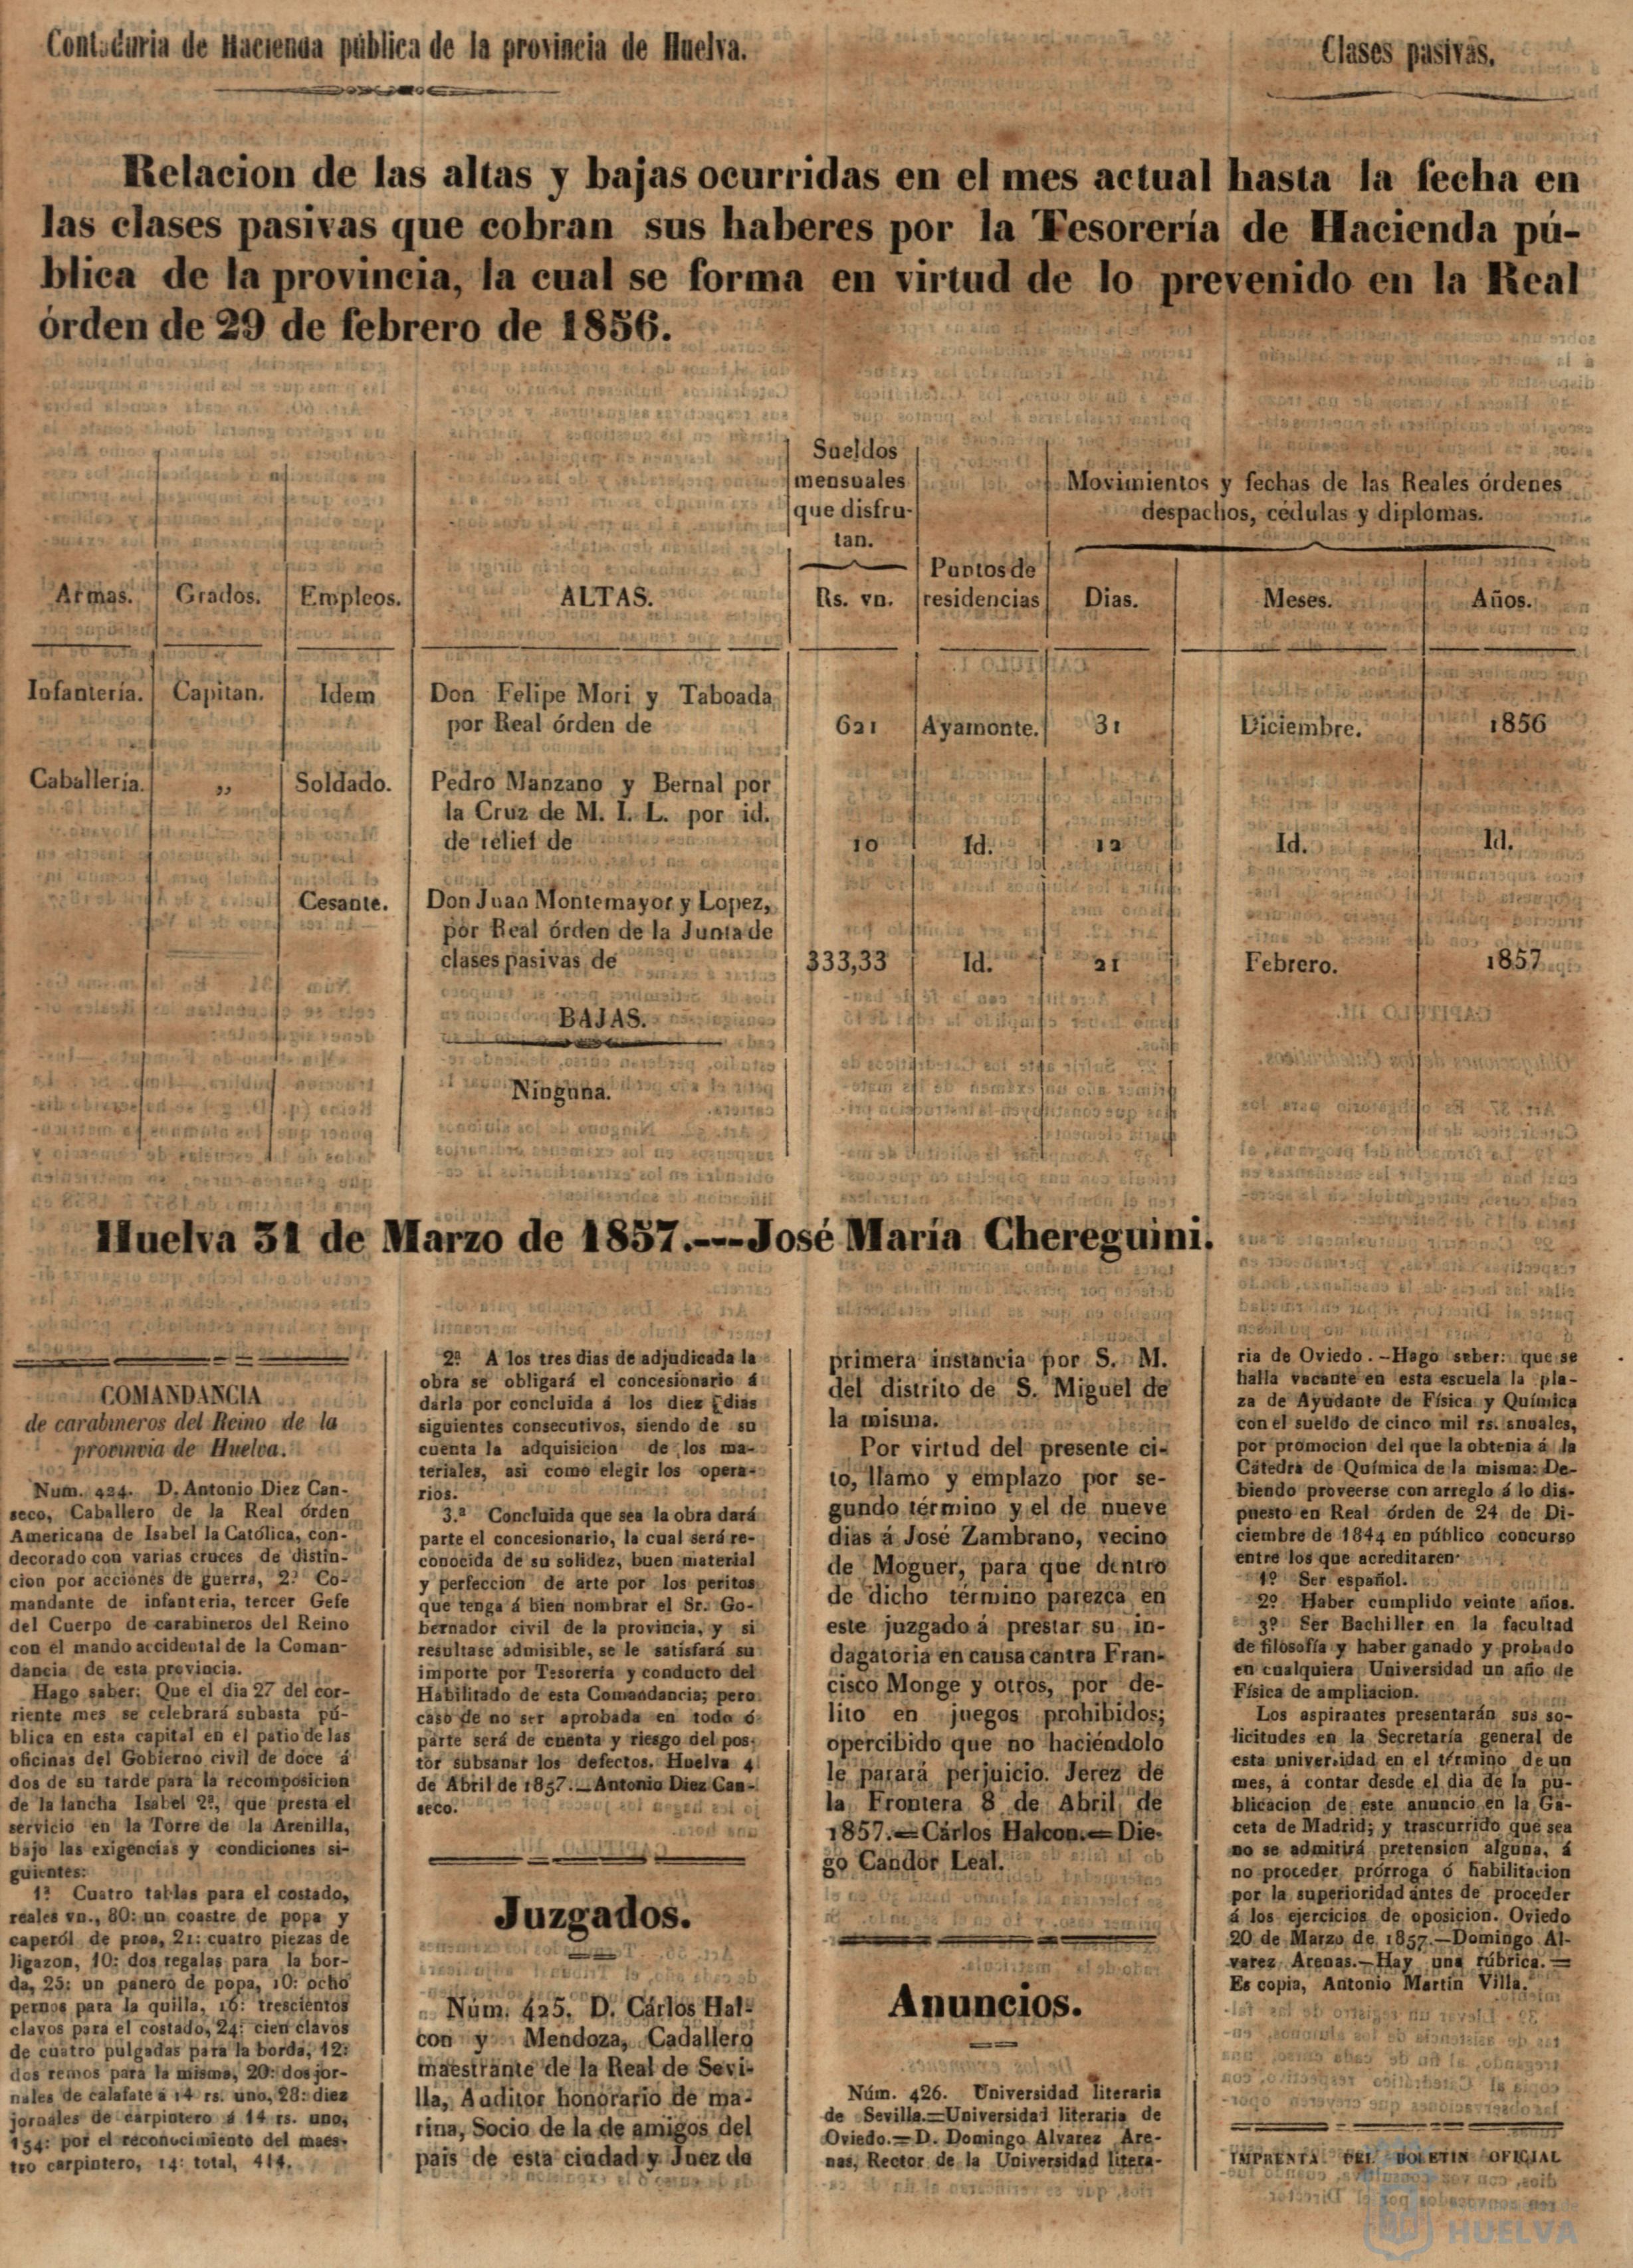 Contaduria de Hacienda pública de la provincia de Huelva.
Clases pasivas.
Relacion de las altas y bajas ocurridas en el mes actual hasta la fecha en
las clases pasivas que cobran sus haberes por la Tesorería de Hacienda pú-
blica de la provincia, la cual se forma en virtud de lo prevenido en la Real
órden de 29 de febrero de 1856.
Sueldos
mensuales
que disfru-
tan.
Movimientos y fechas de las Reales órdenes
despachos, cédulas y diplomas.
Armas. Grados. Empleos. ALTAS. Rs. vn. Puntos de
residencias Dias. Meses. Años.
Infantería. Capitan. Idem Don Felipe Mori y Taboada
por Real órden de 621 Ayamonte. 31 Diciembre. 1856
Caballeria. ,, Soldado. Pedro Manzano y Bernal por
la Cruz de M. I. L. por id.
de relief de 10 Id. 12 Id. Id.
Cesante. Don Juan Montemayor y Lopez,
por Real órden de la Junta de
clases pasivas de 333,33 Id. 21 Febrero. 1857
BAJAS.
Ninguna.
Huelva 31 de Marzo de 1857.---José María Chereguini.
COMANDANCIA
de carabineros del Reino de la
provinvia de Huelva.
Num. 424. D. Antonio Diez Can-
seco, Caballero de la Real órden
Americana de Isabel la Católica, con-
decorado con varias cruces de distin-
cion por acciones de guerra, 2.º Co-
mandante de infanteria, tercer Gefe
del Cuerpo de carabineros del Reino
con el mando accidental de la Coman-
dancia de esta provincia.
Hago saber: Que el dia 27 del cor-
riente mes se celebrará subasta pú-
blica en esta capital en el patio de las
oficinas del Gobierno civil de doce á
dos de su tarde para la recomposicion
de la lancha Isabel 2ª, que presta el
servicio en la Torre de la Arenilla,
bajo las exigencias y condiciones si-
guientes:
1ª Cuatro tablas para el costado,
reales vn., 80: un coastre de popa y
caperól de proa, 21: cuatro piezas de
ligazon, 10: dos regalas para la bor-
da, 25: un panero de popa, 10: ocho
pernos para la quilla, 16: trescientos
clavos para el costado, 24: cien clavos
de cuatro pulgadas para la borda, 12:
dos remos para la misma, 20: dos jor-
nales de calafate á 14 rs. uno, 28: diez
jornales de carpintero á 14 rs. uno,
154: por el reconocimiento del maes-
tro carpintero, 14: total, 414.
2ª A los tres dias de adjudicada la
obra se obligará el concesionario á
darla por concluida á los diez dias
siguientes consecutivos, siendo de su
cuenta la adquisicion de los ma-
teriales, asi como elegir los opera-
rios.
3.ª Concluida que sea la obra dará
parte el concesionario, la cual será re-
conocida de su solidez, buen material
y perfeccion de arte por los peritos
que tenga á bien nombrar el Sr. Go-
bernador civil de la provincia, y si
resultase admisible, se le satisfará su
importe por Tesorería y conducto del
Habilitado de esta Comandancia; pero
caso de no ser aprobada en todo ó
parte será de cuenta y riesgo del pos-
tor subsanar los defectos. Huelva 4
de Abril de 1857.—Antonio Diez Can-
seco.
Juzgados.
Núm. 425. D. Cárlos Hal-
con y Mendoza, Cadallero
maestrante de la Real de Sevi-
lla, Auditor honorario de ma-
rina, Socio de la de amigos del
pais de esta ciudad y Juez de
primera instancia por S. M.
del distrito de S. Miguel de
la misma.
Por virtud del presente ci-
to, llamo y emplazo por se-
gundo término y el de nueve
dias á José Zambrano, vecino
de Moguer, para que dentro
de dicho término parezca en
este juzgado á prestar su in-
dagatoria en causa cantra Fran-
cisco Monge y otros, por de-
lito en juegos prohibidos;
opercibido que no haciéndolo
le parará perjuicio. Jerez de
la Frontera 8 de Abril de
1857.=Cárlos Halcon.=Die-
go Candor Leal.
Anuncios.
Núm. 426. Universidad literaria
de Sevilla.=Universidad literaria de
Oviedo.=D. Domingo Alvarez Are-
nas, Rector de la Universidad litera-
ria de Oviedo.—Hago saber: que se
halla vacante en esta escuela la pla-
za de Ayudante de Física y Química
con el sueldo de cinco mil rs. anuales,
por promocion del que la obtenia á la
Cátedra de Química de la misma: De-
biendo proveerse con arreglo á lo dis-
puesto en Real órden de 24 de Di-
ciembre de 1844 en público concurso
entre los que acreditaren:
1º Ser español.
2º Haber cumplido veinte años.
3º Ser Bachiller en la facultad
de filosofía y haber ganado y probado
en cualquiera Universidad un año de
Física de ampliacion.
Los aspirantes presentarán sus so-
licitudes en la Secretaría general de
esta universidad en el término de un
mes, á contar desde el dia de la pu-
blicacion de este anuncio en la Ga-
ceta de Madrid; y trascurrido que sea
no se admitirá pretension alguna, á
no proceder prórroga ó habilitacion
por la superioridad ántes de proceder
á los ejercicios de oposicion. Oviedo
20 de Marzo de 1857.—Domingo Al-
varez Arenas.—Hay una rúbrica.=
Es copia, Antonio Martin Villa.
IMPRENTA DEL BOLETIN OFICIAL
HUELVA